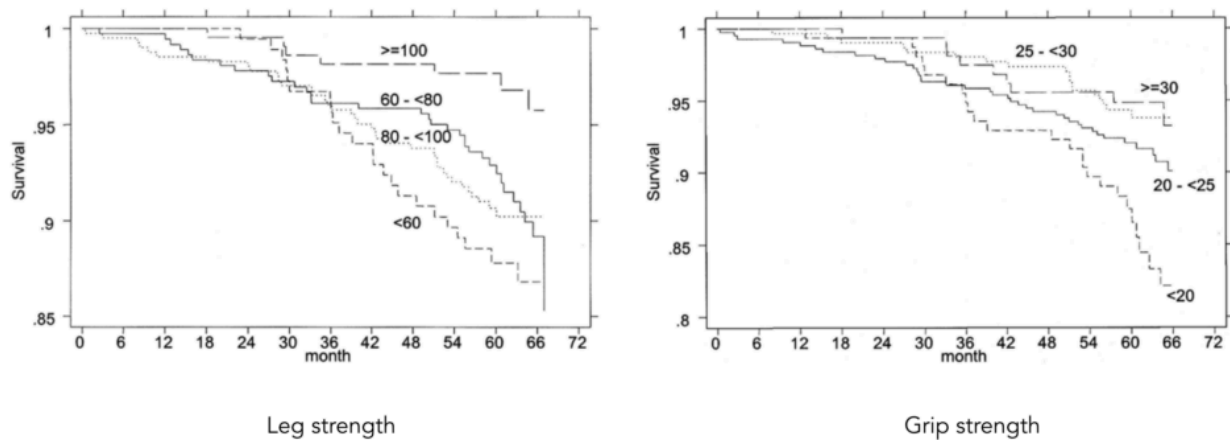 1
.95
.9
.85
Survival
>=100
60 - <80
80 - <100
<60
0 6 12 18 24 30 36 42 48 54 60 66 72
month
Leg strength
1
.95
.9
.85
.8
Survival
25 - <30
>=30
20 - <25
<20
0 6 12 18 24 30 36 42 48 54 60 66 72
month
Grip strength